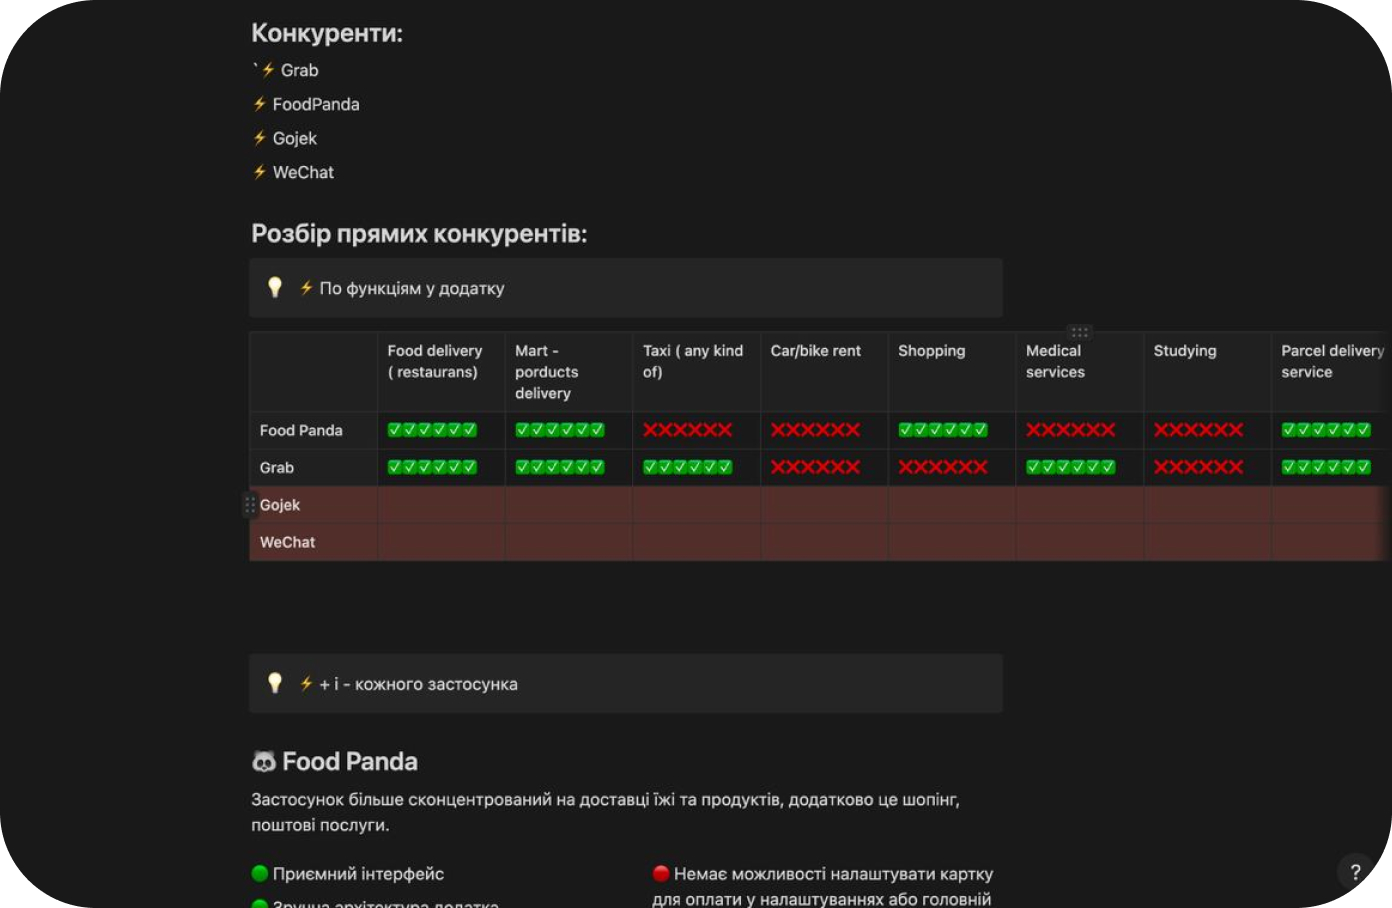 Конкуренти:
`⚡ Grab
⚡ FoodPanda
⚡ Gojek
⚡ WeChat
Розбір прямих конкурентів:
💡 ⚡ По функціям у додатку
Food delivery ( restaurans)
Mart - porducts delivery
Taxi ( any kind of)
Car/bike rent
Shopping
Medical services
Studying
Parcel delivery service
Food Panda ✅✅✅✅✅✅ ✅✅✅✅✅✅ ❌❌❌❌❌❌ ❌❌❌❌❌❌ ✅✅✅✅✅✅ ❌❌❌❌❌❌ ❌❌❌❌❌❌ ✅✅✅✅✅✅
Grab ✅✅✅✅✅✅ ✅✅✅✅✅✅ ✅✅✅✅✅✅ ❌❌❌❌❌❌ ❌❌❌❌❌❌ ✅✅✅✅✅✅ ❌❌❌❌❌❌ ✅✅✅✅✅✅
Gojek
WeChat
💡 ⚡ + і - кожного застосунка
🐼 Food Panda
Застосунок більше сконцентрований на доставці їжі та продуктів, додатково це шопінг,
поштові послуги.
🟢 Приємний інтерфейс
🟢 Зручна архітектура додатка
🔴 Немає можливості налаштувати картку
для оплати у налаштуваннях або головній
?